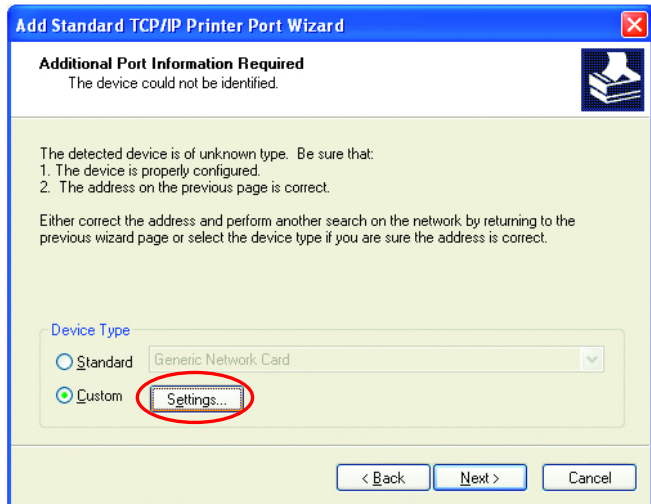 Add Standard TCP/IP Printer Port Wizard
Additional Port Information Required
The device could not be identified.
The detected device is of unknown type.  Be sure that:
1. The device is properly configured.
2.  The address on the previous page is correct.
Either correct the address and perform another search on the network by returning to the
previous wizard page or select the device type if you are sure the address is correct.
Device Type
Standard Generic Network Card
Custom Settings...
< Back Next > Cancel